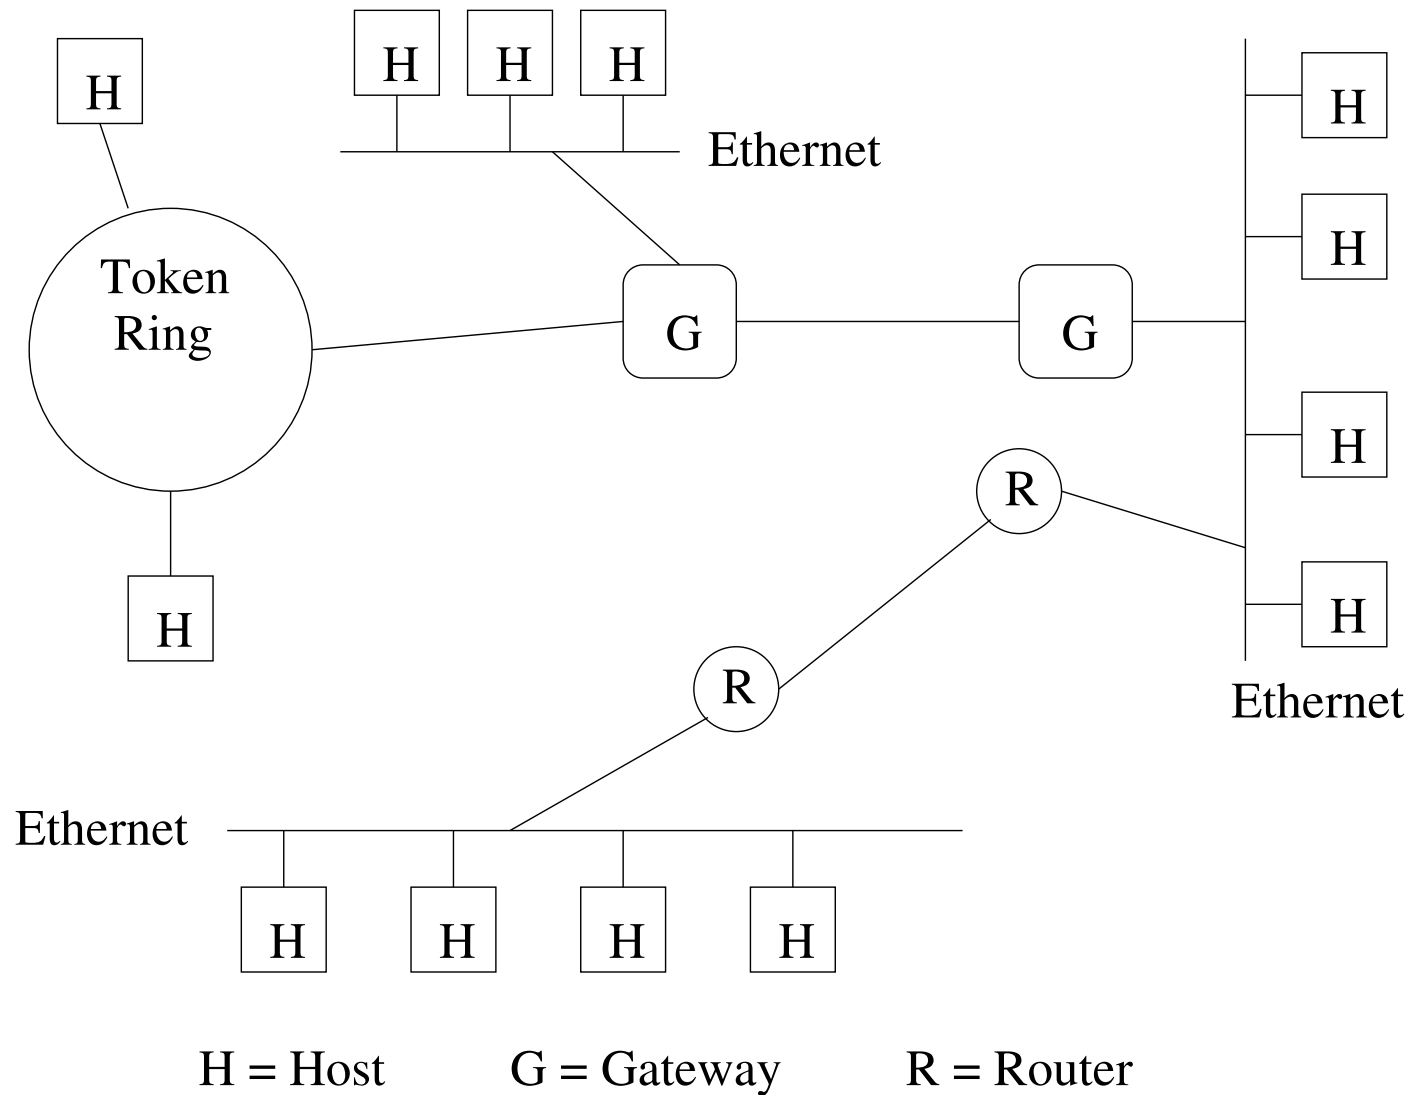 H H H
H
H
Ethernet
H
Token
Ring
G G
H
R
H
H
R
Ethernet
Ethernet
H H H H
H = Host G = Gateway R = Router